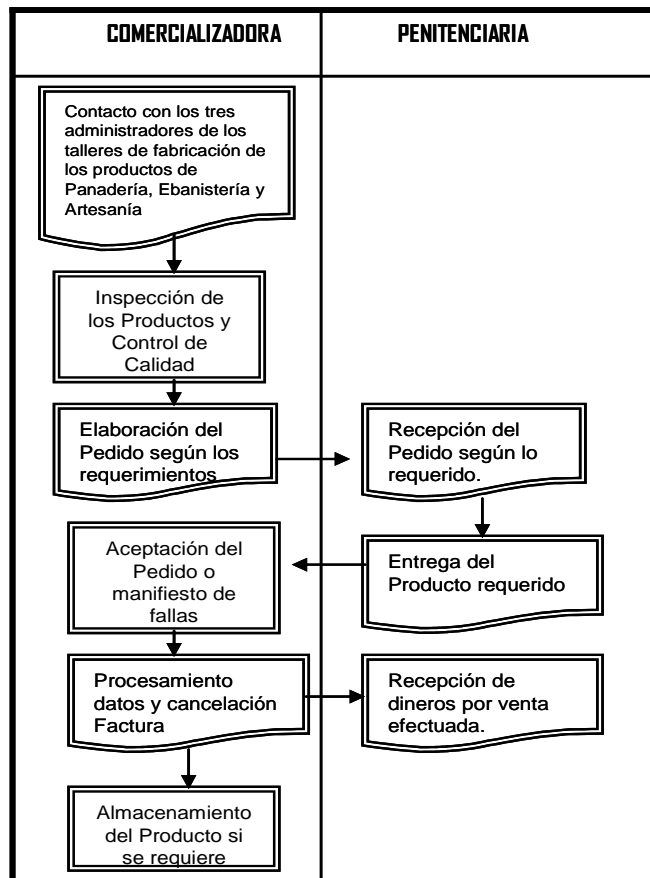 COMERCIALIZADORA
PENITENCIARIA
Contacto con los tres
administradores de los
talleres de fabricación de
los productos de
Panadería, Ebanistería y
Artesanía
Inspección de
los Productos y
Control de
Calidad
Elaboración del
Pedido según los
requerimientos
Recepción del
Pedido según lo
requerido.
Aceptación del
Pedido o
manifiesto de
fallas
Entrega del
Producto requerido
Procesamiento
datos y cancelación
Factura
Recepción de
dineros por venta
efectuada.
Almacenamiento
del Producto si
se requiere